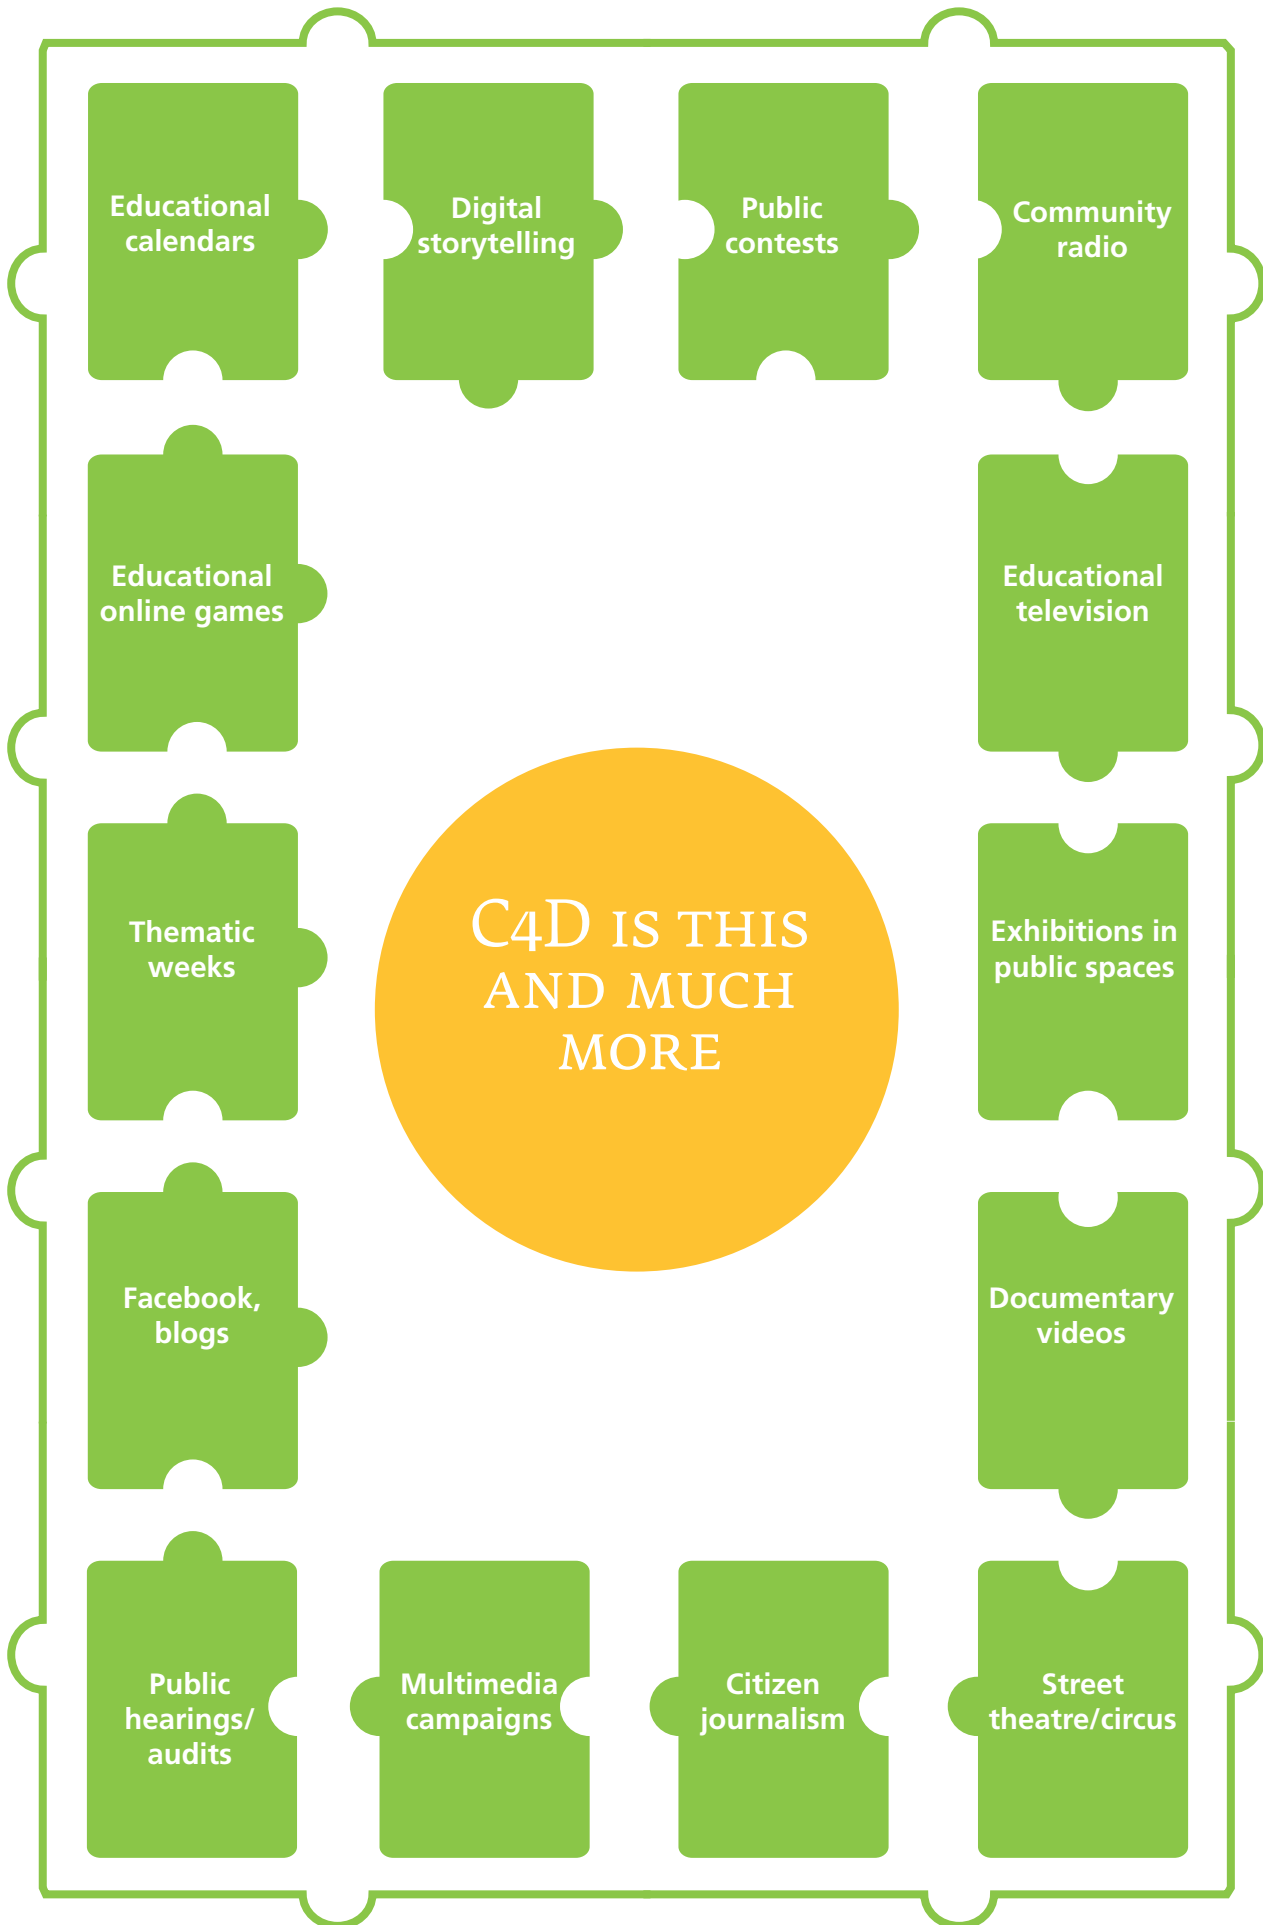 Educational
calendars
Digital
storytelling
Public
contests
Community
radio
Educational
online games
Educational
television
Thematic
weeks
C4D is this
and much
more
Exhibitions in
public spaces
Facebook,
blogs
Documentary
videos
Public
hearings/
audits
Multimedia
campaigns
Citizen
journalism
Street
theatre/circus